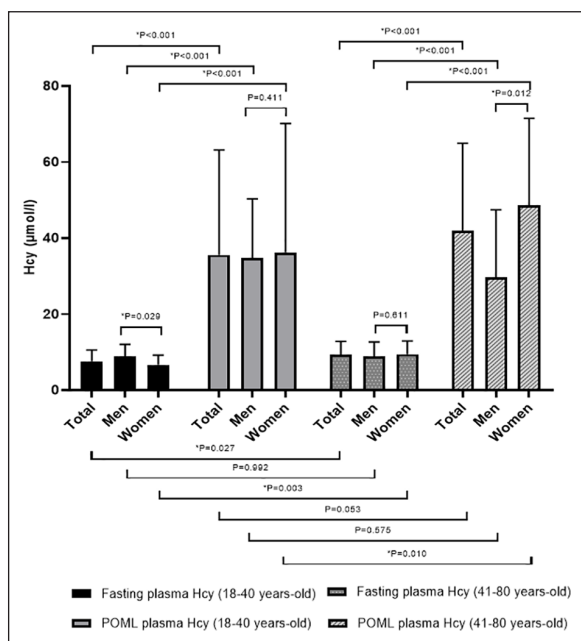 *P<0.001 *P<0.001
*P<0.001 *P<0.001
*P<0.001 *P<0.001
P=0.411 *P=0.012
80
60
40
20
0
Hcy (µmol/l)
*P=0.029 P=0.611
Total Men Women Total Men Women Total Men Women Total Men Women
*P=0.027
P=0.992
*P=0.003
P=0.053
P=0.575
*P=0.010
Fasting plasma Hcy (18-40 years-old) Fasting plasma Hcy (41-80 years-old)
POML plasma Hcy (18-40 years-old) POML plasma Hcy (41-80 years-old)